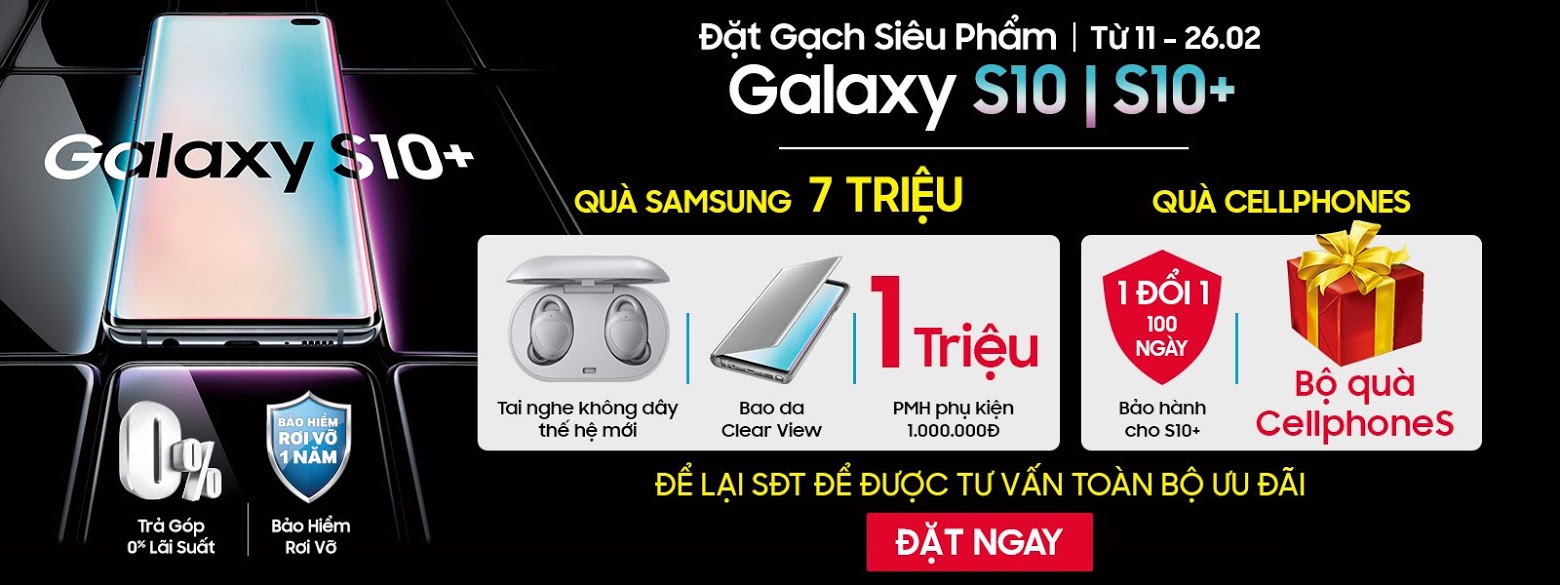 Galaxy S10+
0%
Trả Góp
0% Lãi Suất
BẢO HIỂM
RƠI VỠ
1 NĂM
Bảo Hiểm
Rơi Vỡ
Đặt Gạch Siêu Phẩm | Từ 11 - 26.02
Galaxy S10 | S10+
QUÀ SAMSUNG 7 TRIỆU
Tai nghe không dây
thế hệ mới
Bao da
Clear View
1 Triệu
PMH phụ kiện
1.000.000Đ
QUÀ CELLPHONES
1 ĐỔI 1
100
NGÀY
Bảo hành
cho S10+
Bộ quà
CellphoneS
ĐỂ LẠI SĐT ĐỂ ĐƯỢC TƯ VẤN TOÀN BỘ ƯU ĐÃI
ĐẶT NGAY